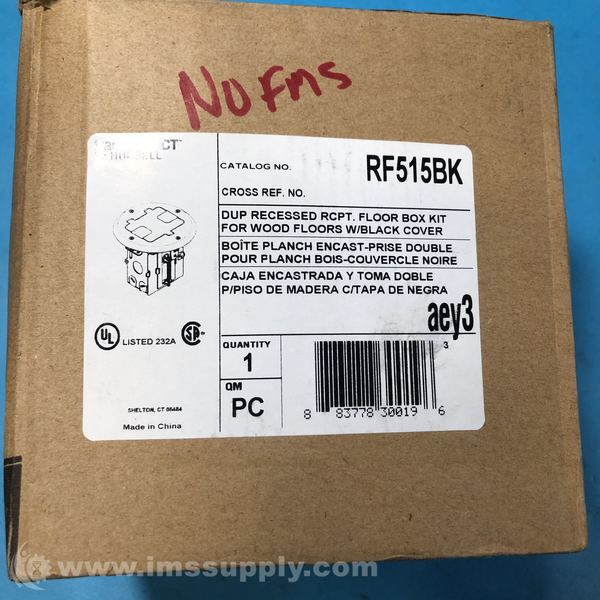 NO FMS
CT
CATALOG NO. RF515BK
CROSS REF. NO.
DUP RECESSED RCPT. FLOOR BOX KIT
FOR WOOD FLOORS W/BLACK COVER
BOÎTE PLANCH ENCAST-PRISE DOUBLE
POUR PLANCH BOIS-COUVERCLE NOIRE
CAJA ENCASTRADA Y TOMA DOBLE
P/PISO DE MADERA C/TAPA DE NEGRA
aey3
UL LISTED 232A SA
QUANTITY
1
QM
PC
3
8 83778 30019 6
SHELTON, CT 06484
Made in China
www.imssupply.com